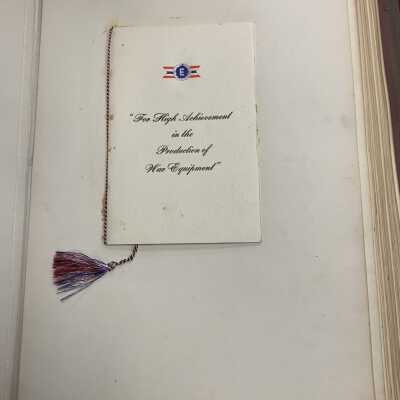 E
"For High Achievement
in the
Production of
War Equipment"